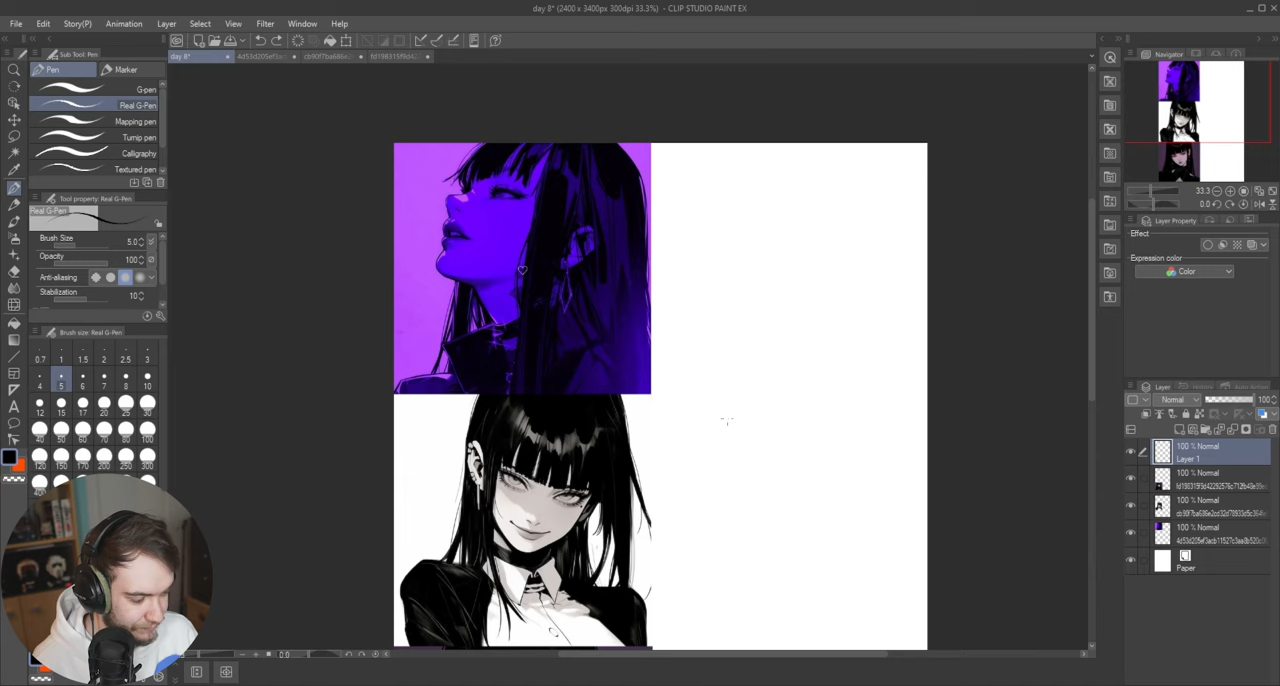 day 8* (2400 x 3400px 300dpi 33.3%) - CLIP STUDIO PAINT EX
File Edit Story(P) Animation Layer Select View Filter Window Help
Sub Tool: Pen
Pen Marker
day 8*
G-pen
Real G-Pen
Mapping pen
Turnip pen
Calligraphy
Textured pen
Tool property: Real G-Pen
Real G-Pen
Brush Size 5.0
Opacity 100
Anti-aliasing
Stabilization 10
Brush size: Real G-Pen
0.7 1 1.5 2 2.5 3
4 5 6 7 8 10
12 15 17 20 25 30
40 50 60 70 80 100
120 150 170 200 250 300
Navigator
33.3
0.0
Layer Property
Effect
Expression color
Color
Layer
Normal 100
100 % Normal
Layer 1
100 % Normal
100 % Normal
100 % Normal
Paper
0.0